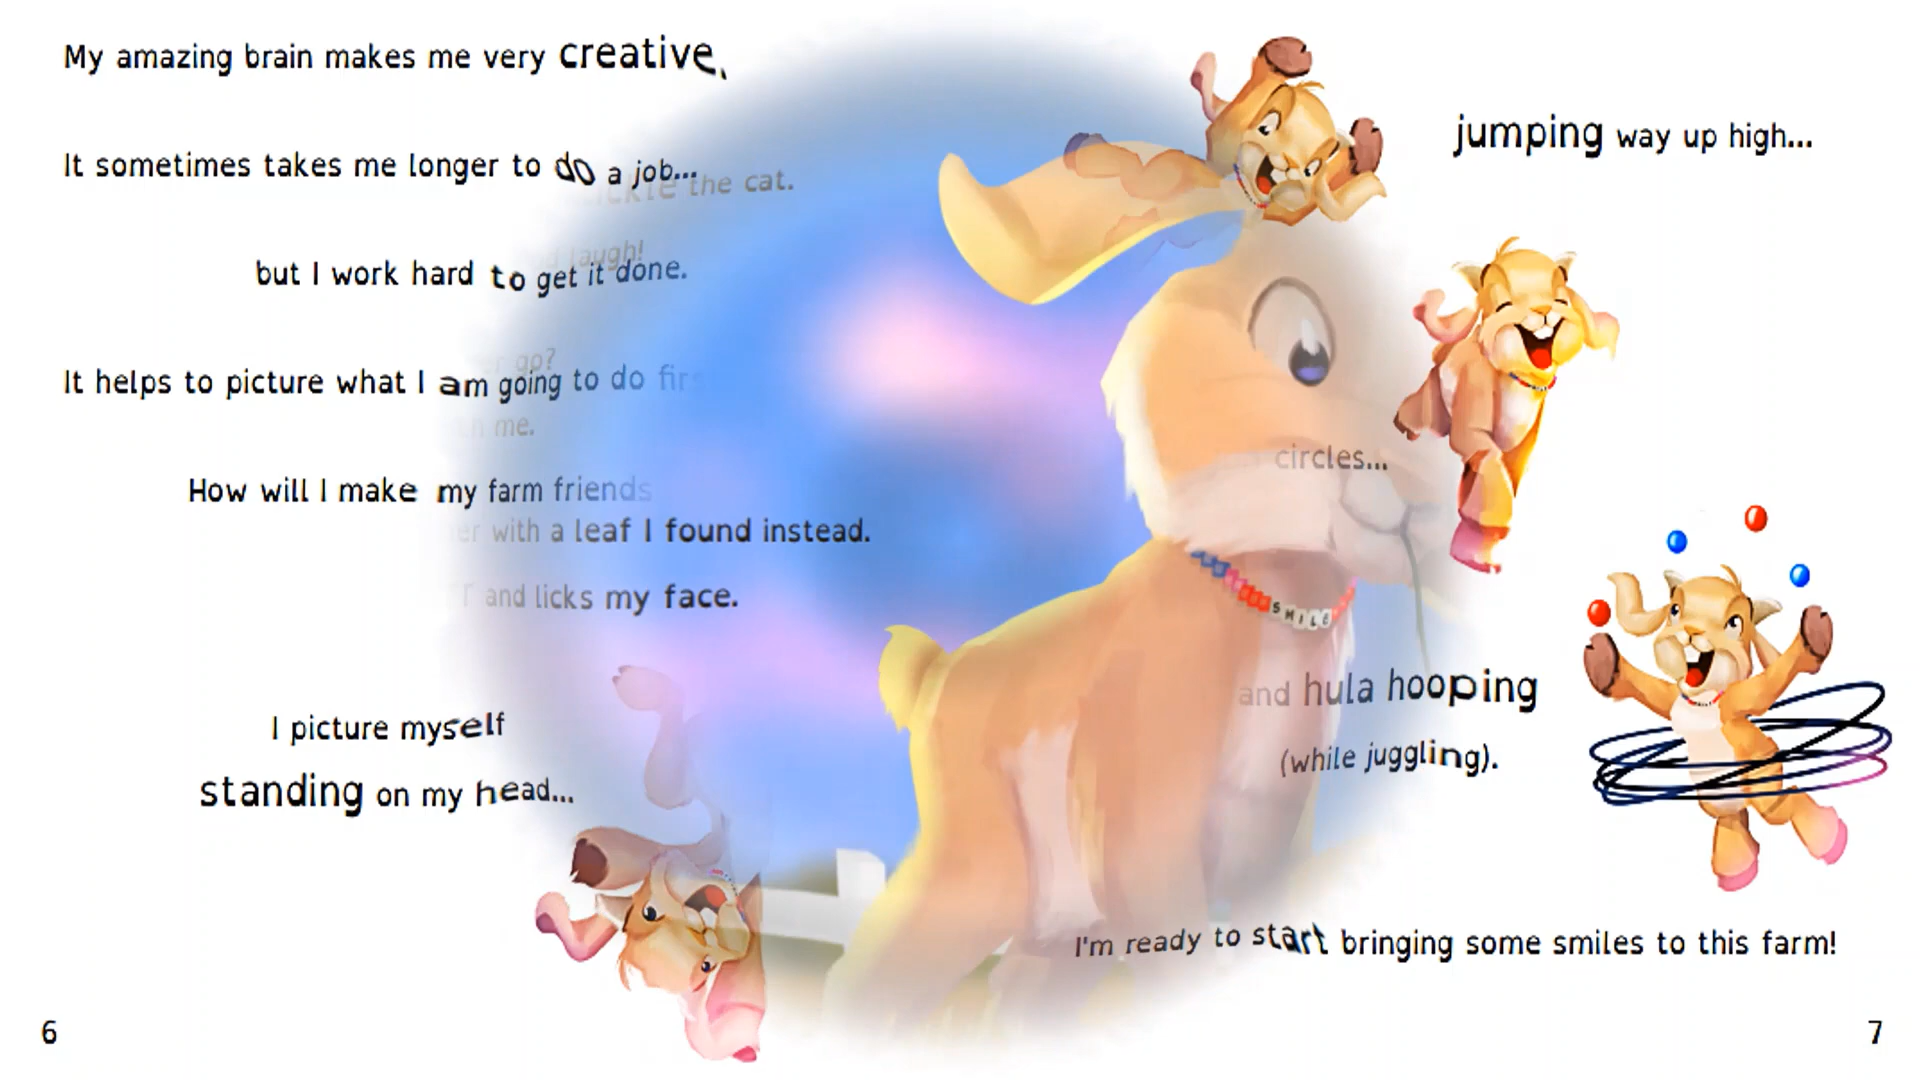 My amazing brain makes me very creative.
It sometimes takes me longer to do a job...
the cat.
laugh!
but I work hard to get it done.
go?
It helps to picture what I am going to do
me.
How will I make my farm friends
with a leaf I found instead.
and licks my face.
I picture myself
standing on my head...
6
jumping way up high...
circles...
SMILE
and hula hooping
(while juggling).
I'm ready to start bringing some smiles to this farm!
7